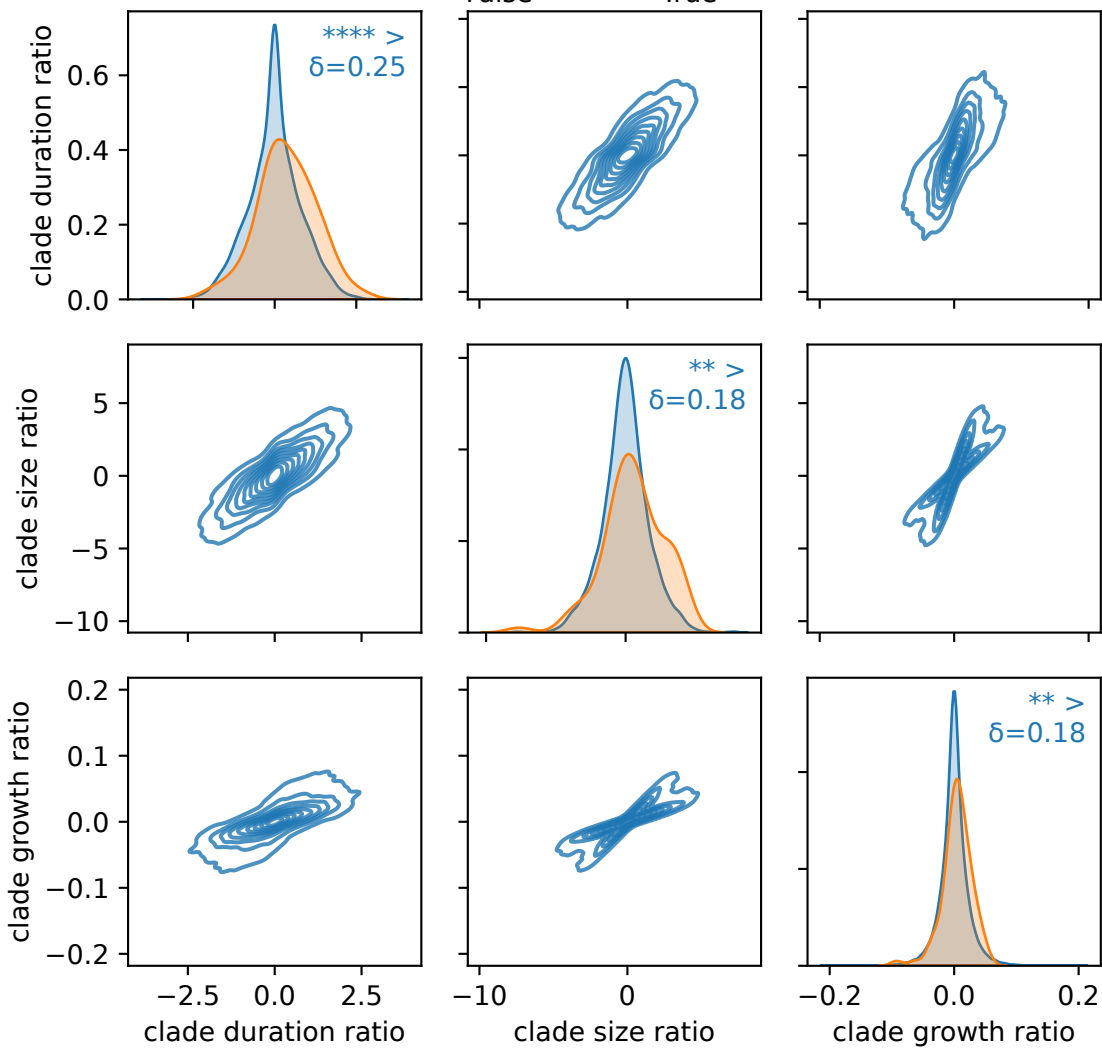 **** >
δ=0.25
clade duration ratio
0.6
0.4
0.2
0.0
** >
δ=0.18
clade size ratio
5
0
−5
−10
** >
δ=0.18
clade growth ratio
0.2
0.1
0.0
−0.1
−0.2
−2.5 0.0 2.5 −10 0 −0.2 0.0 0.2
clade duration ratio clade size ratio clade growth ratio